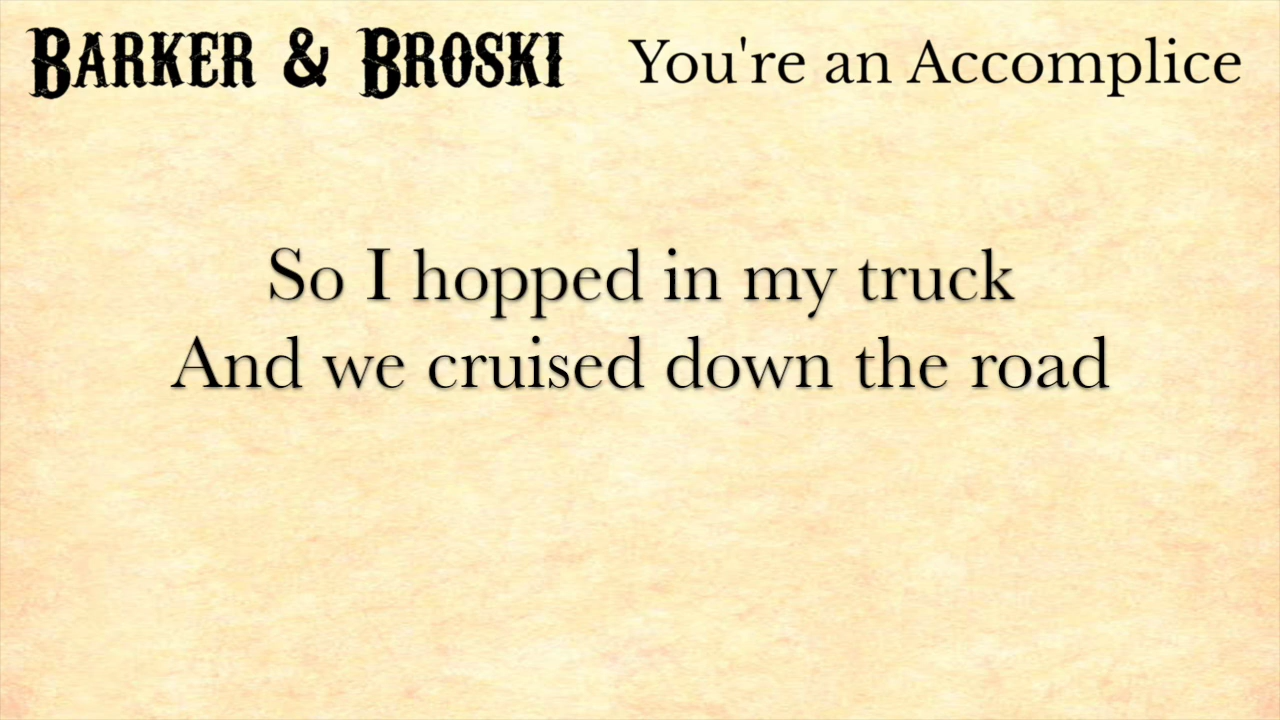 BARKER & BROSKI
You're an Accomplice
So I hopped in my truck
And we cruised down the road